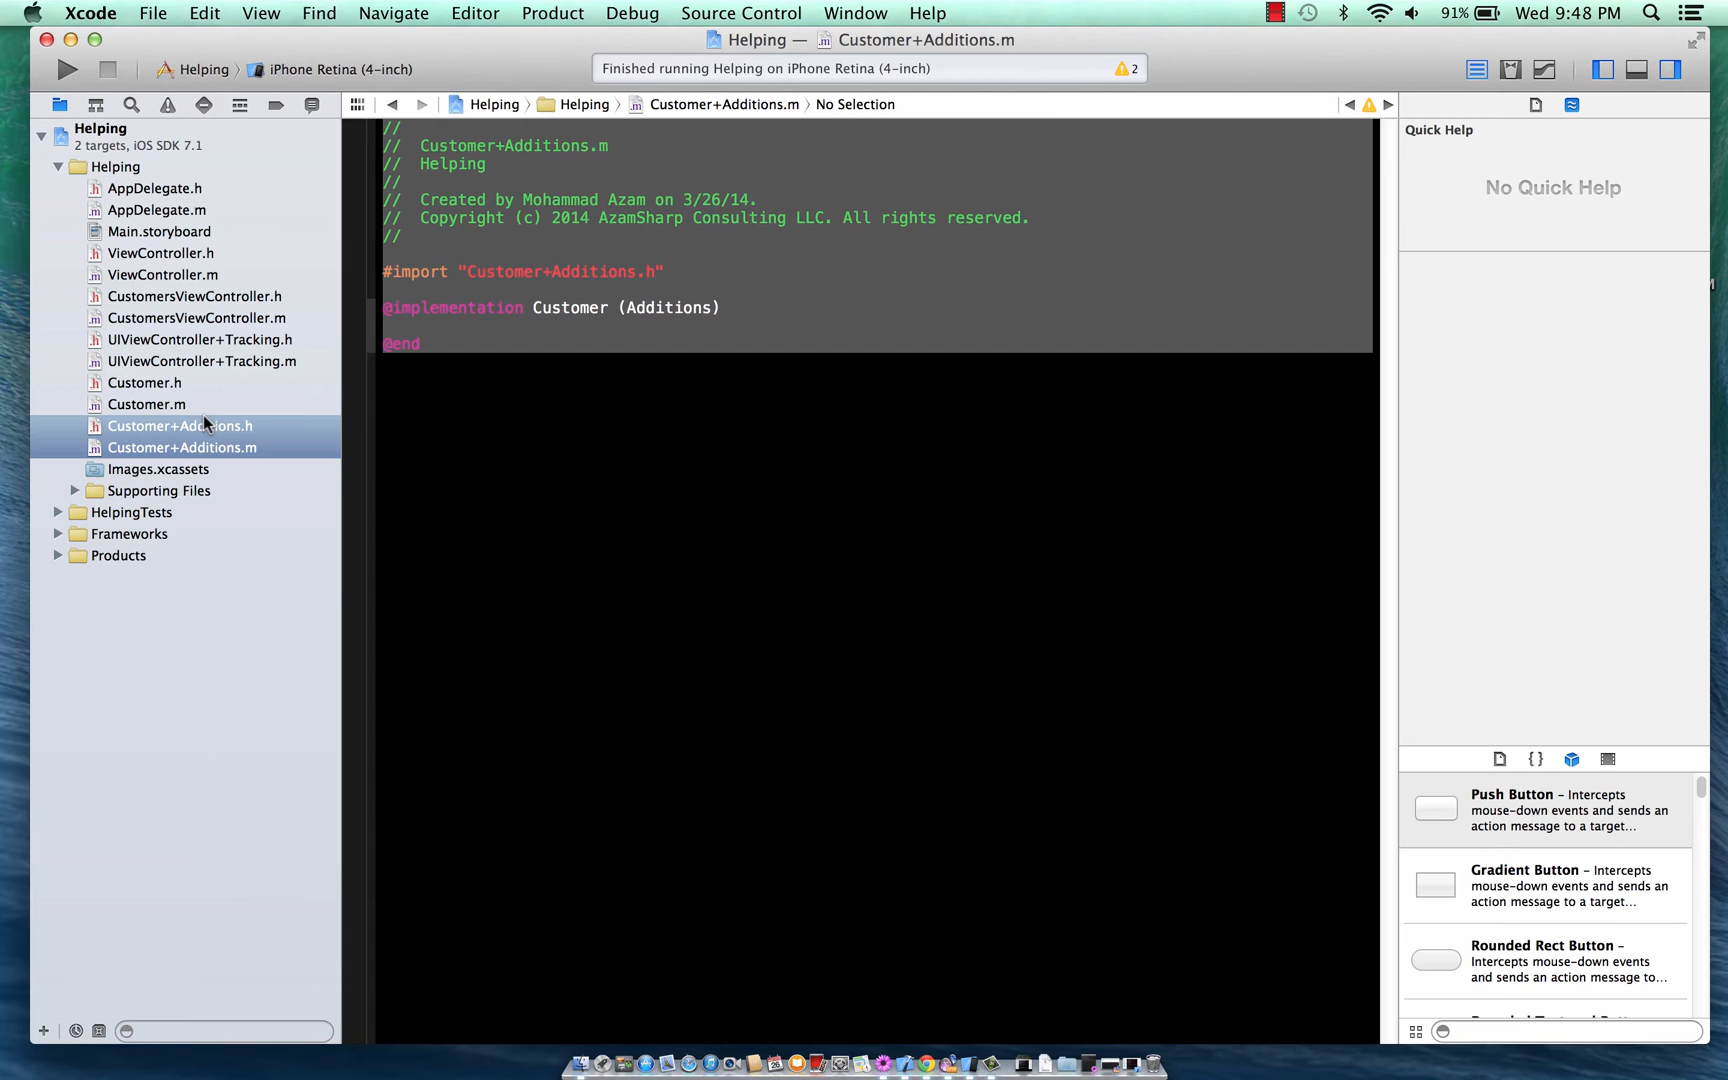 Xcode File Edit View Find Navigate Editor Product Debug Source Control Window Help 91% Wed 9:48 PM
Helping — Customer+Additions.m
Helping iPhone Retina (4-inch)
Finished running Helping on iPhone Retina (4-inch) 2
Helping Helping Customer+Additions.m No Selection
Helping
2 targets, iOS SDK 7.1
Helping
AppDelegate.h
AppDelegate.m
Main.storyboard
ViewController.h
ViewController.m
CustomersViewController.h
CustomersViewController.m
UIViewController+Tracking.h
UIViewController+Tracking.m
Customer.h
Customer.m
Customer+Additions.h
Customer+Additions.m
Images.xcassets
Supporting Files
HelpingTests
Frameworks
Products
//
// Customer+Additions.m
// Helping
//
// Created by Mohammad Azam on 3/26/14.
// Copyright (c) 2014 AzamSharp Consulting LLC. All rights reserved.
//
#import "Customer+Additions.h"
@implementation Customer (Additions)
@end
Quick Help
No Quick Help
Push Button – Intercepts
mouse-down events and sends an
action message to a target...
Gradient Button – Intercepts
mouse-down events and sends an
action message to a target...
Rounded Rect Button –
Intercepts mouse-down events
and sends an action message to...